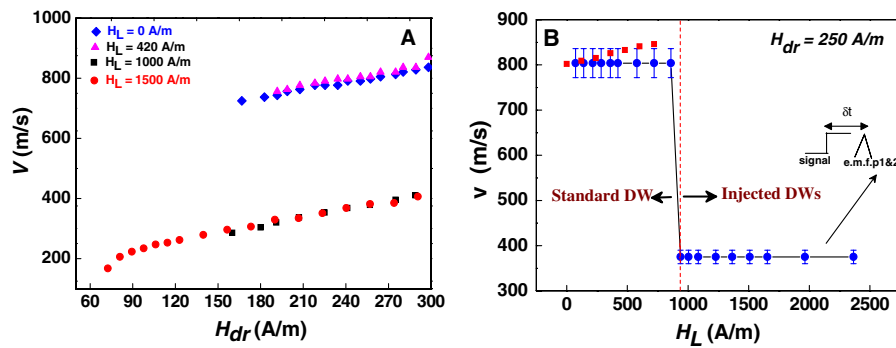 H_L = 0 A/m
H_L = 420 A/m
H_L = 1000 A/m
H_L = 1500 A/m
A
1000
800
600
400
200
0
V (m/s)
60 90 120 150 180 210 240 270 300
H_dr (A/m)
B
H_dr = 250 A/m
900
800
700
600
500
400
300
v (m/s)
δt
signal
e.m.f.p1&2
Standard DW
Injected DWs
0 500 1000 1500 2000 2500
H_L (A/m)